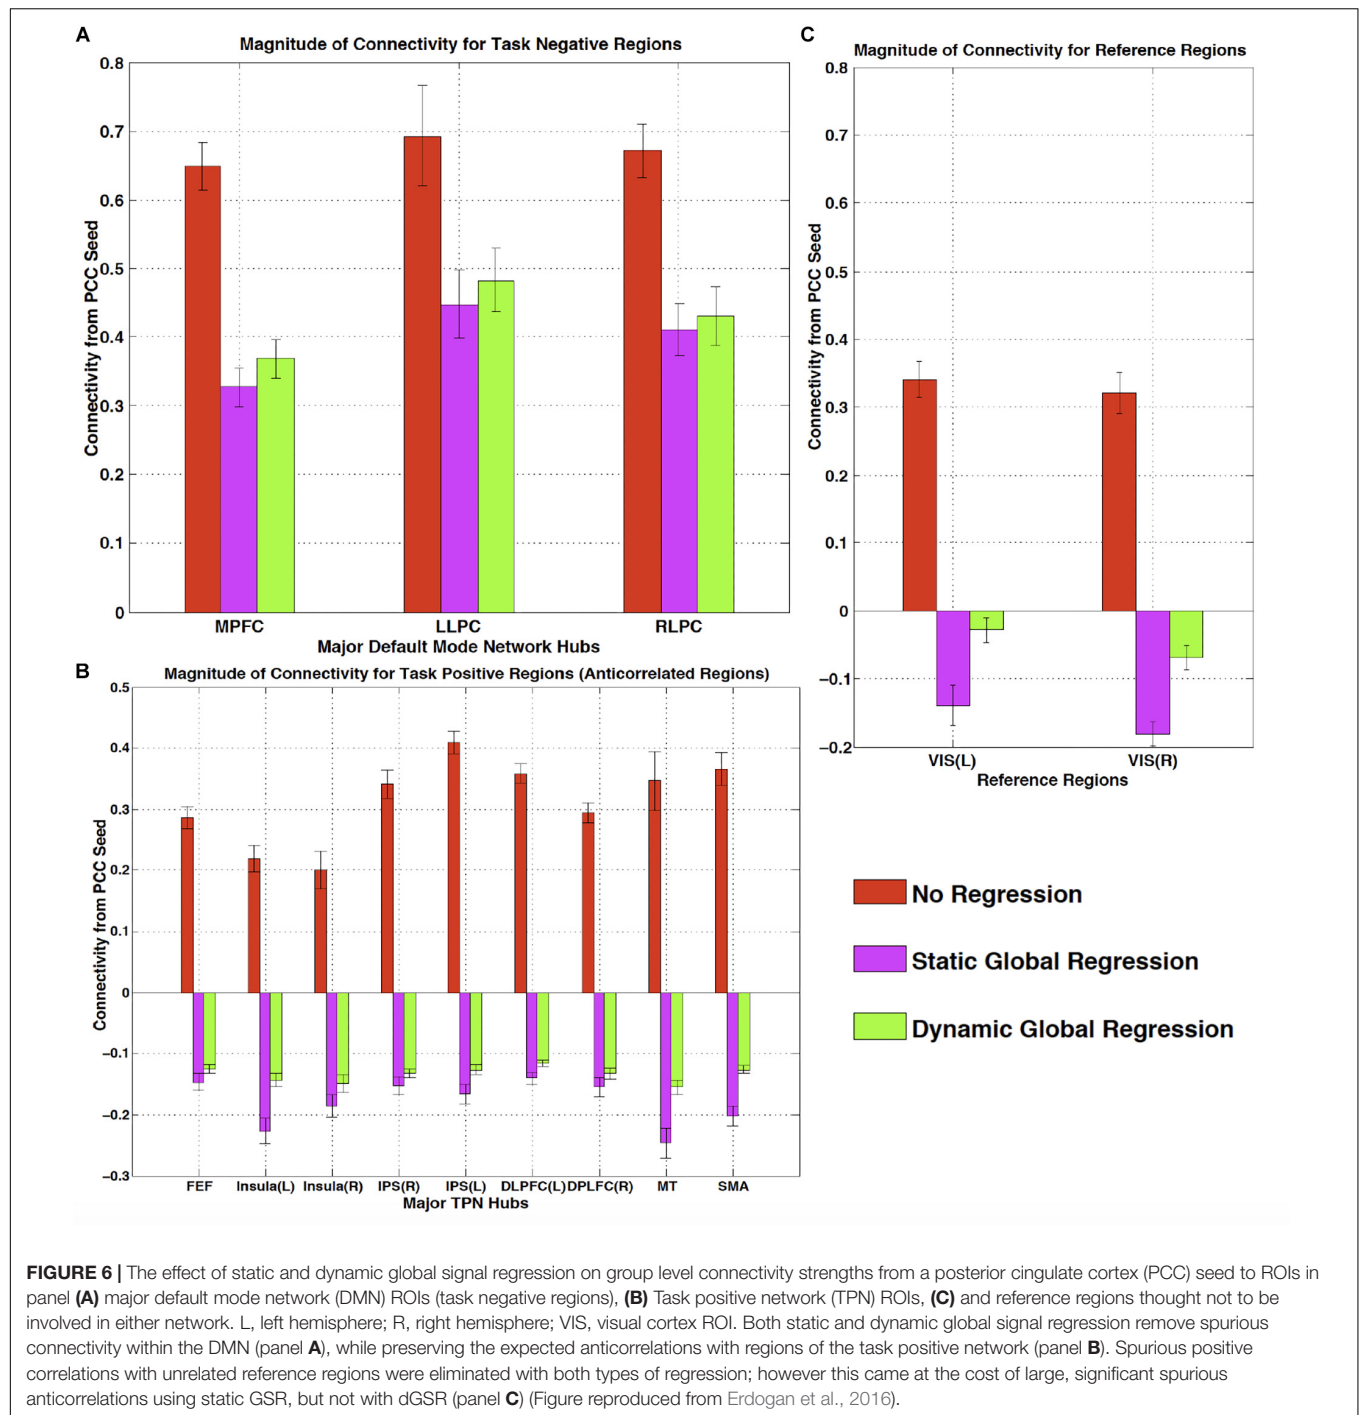 A
Magnitude of Connectivity for Task Negative Regions
Connectivity from PCC Seed
0.8
0.7
0.6
0.5
0.4
0.3
0.2
0.1
0
MPFC LLPC RLPC
Major Default Mode Network Hubs
B
Magnitude of Connectivity for Task Positive Regions (Anticorrelated Regions)
Connectivity from PCC Seed
0.5
0.4
0.3
0.2
0.1
0
−0.1
−0.2
−0.3
FEF Insula(L) Insula(R) IPS(R) IPS(L) DLPFC(L) DPLFC(R) MT SMA
Major TPN Hubs
C
Magnitude of Connectivity for Reference Regions
Connectivity from PCC Seed
0.8
0.7
0.6
0.5
0.4
0.3
0.2
0.1
0
−0.1
−0.2
VIS(L) VIS(R)
Reference Regions
No Regression
Static Global Regression
Dynamic Global Regression
FIGURE 6 | The effect of static and dynamic global signal regression on group level connectivity strengths from a posterior cingulate cortex (PCC) seed to ROIs in
panel (A) major default mode network (DMN) ROIs (task negative regions), (B) Task positive network (TPN) ROIs, (C) and reference regions thought not to be
involved in either network. L, left hemisphere; R, right hemisphere; VIS, visual cortex ROI. Both static and dynamic global signal regression remove spurious
connectivity within the DMN (panel A), while preserving the expected anticorrelations with regions of the task positive network (panel B). Spurious positive
correlations with unrelated reference regions were eliminated with both types of regression; however this came at the cost of large, significant spurious
anticorrelations using static GSR, but not with dGSR (panel C) (Figure reproduced from Erdogan et al., 2016).